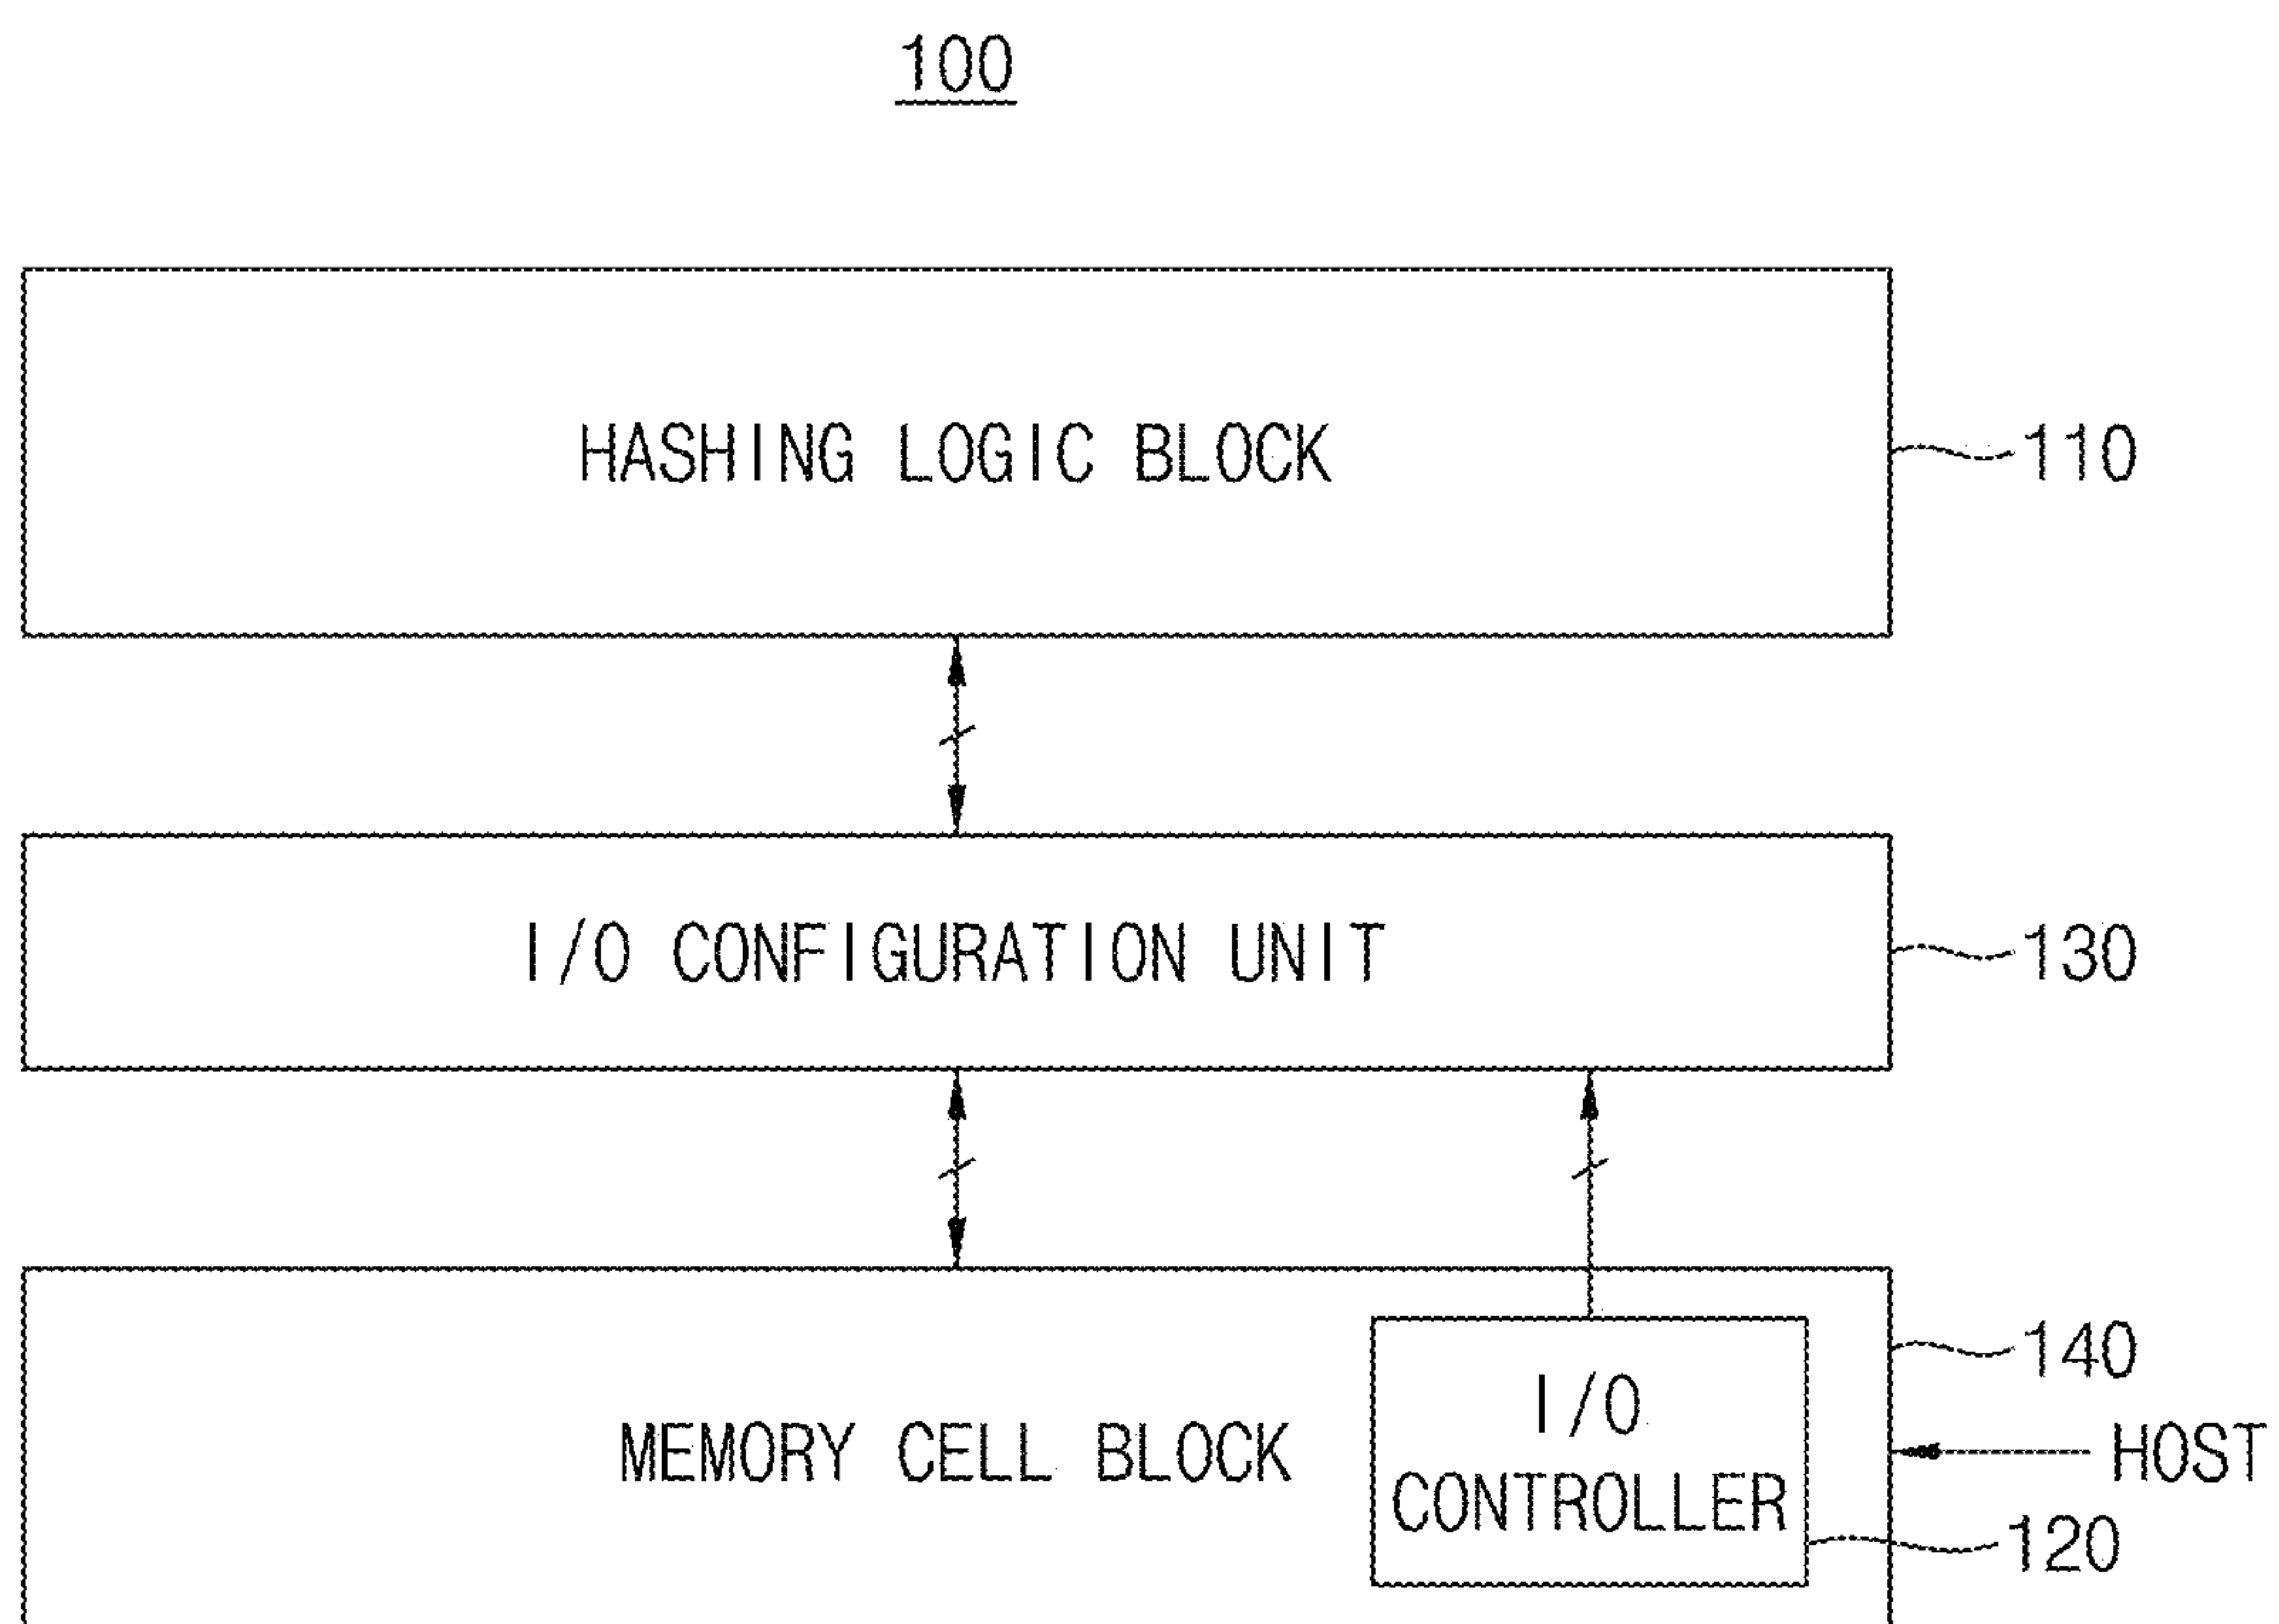 100
HASHING LOGIC BLOCK
110
I/O CONFIGURATION UNIT
130
140
MEMORY CELL BLOCK
I/O
CONTROLLER
HOST
120